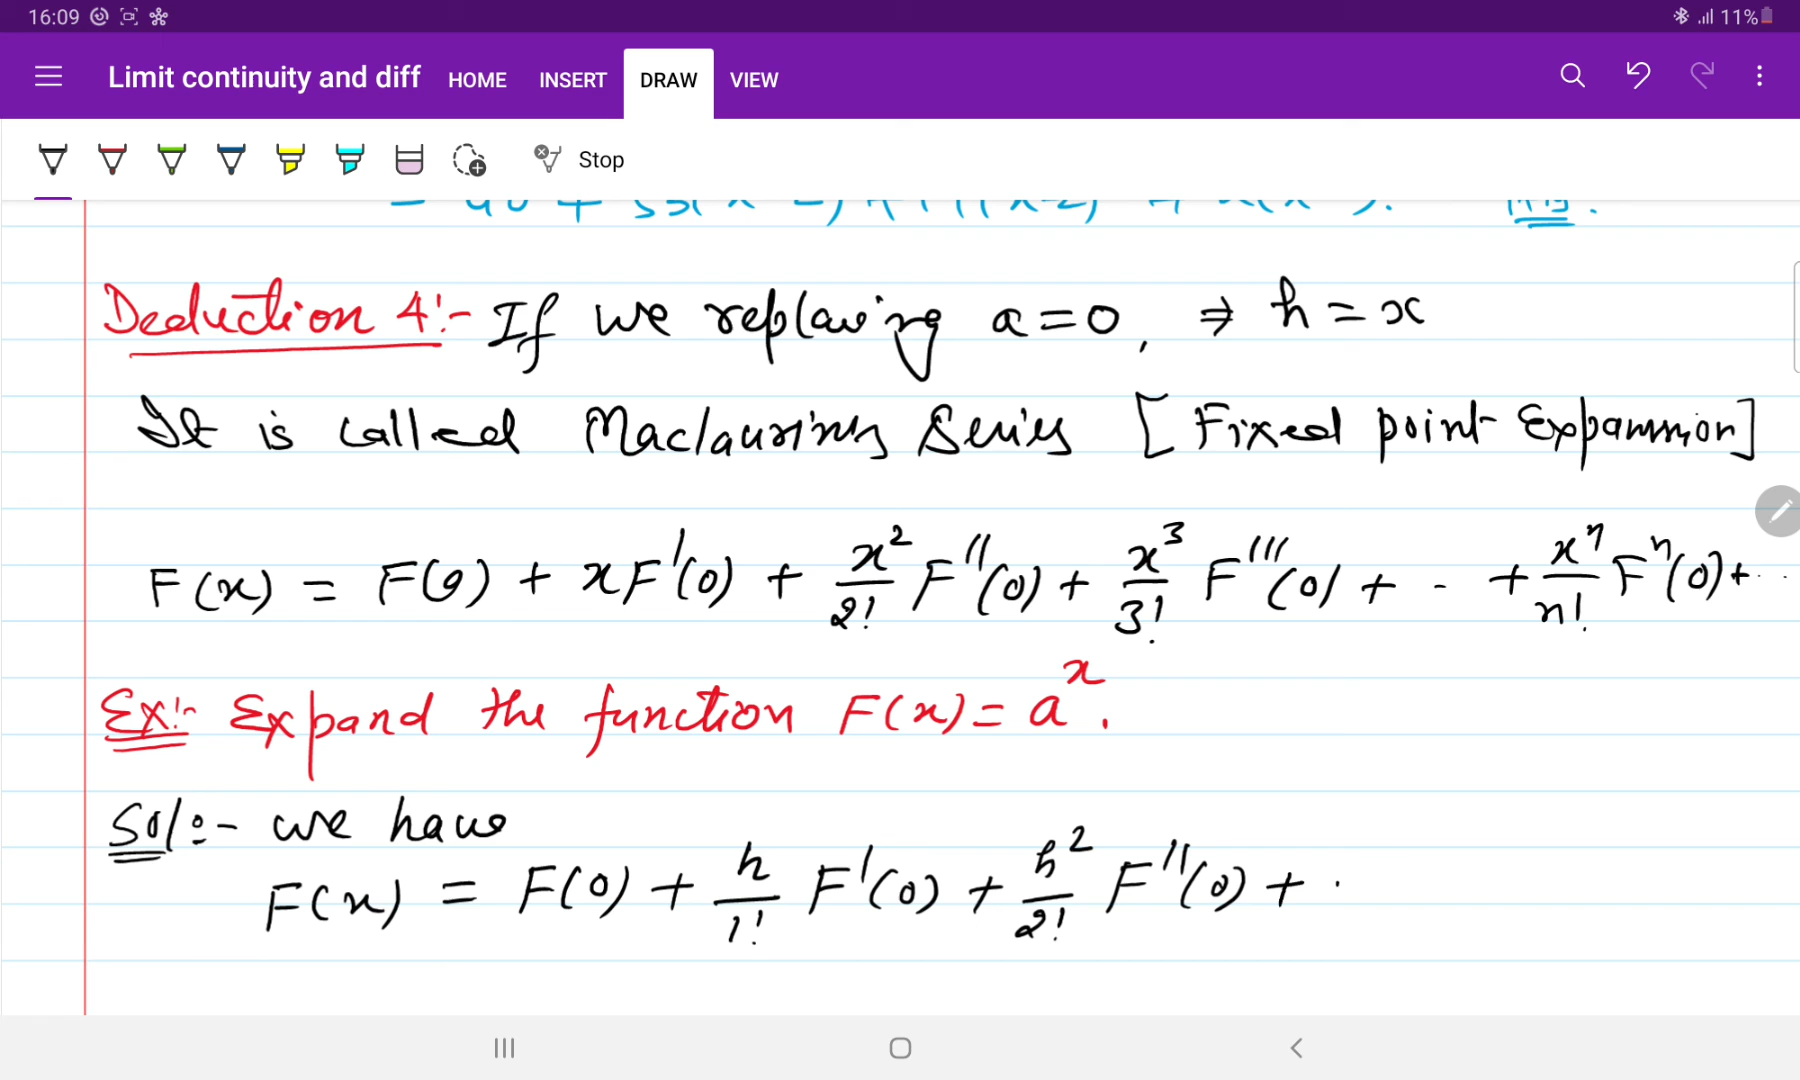 16:09 11%
Limit continuity and diff HOME INSERT DRAW VIEW
Stop
Deduction 4:- If we replacing a=0, ⇒ h=x
It is called Maclaurin's Series [Fixed point Expansion]
F(x) = F(0) + xF'(0) + x²/2! F''(0) + x³/3! F'''(0) + - + xⁿ/n! Fⁿ(0)+ . .
Ex:- Expand the function F(x)= aˣ.
Sol:- we have
F(x) = F(0) + h/1! F'(0) + h²/2! F''(0) + .